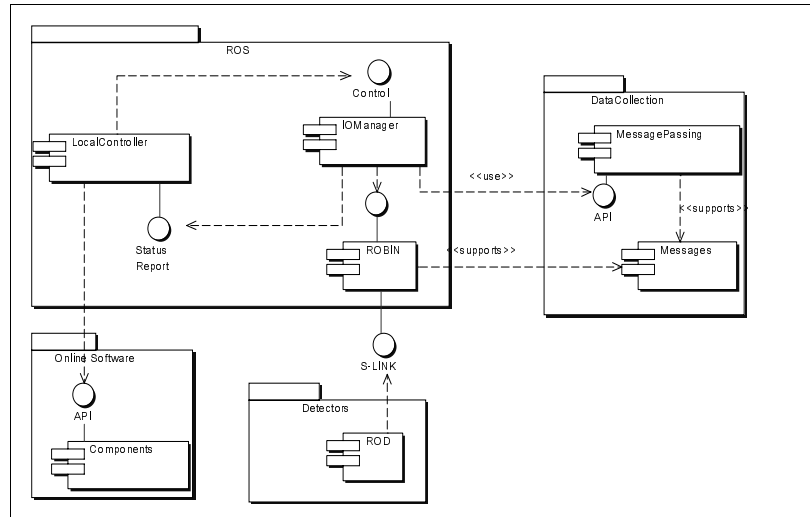 ROS
Control
IOManager
LocalController
Status
Report
ROBIN
<<use>>
<<supports>>
DataCollection
MessagePassing
API
<<supports>>
Messages
S-LINK
Online Software
API
Components
Detectors
ROD